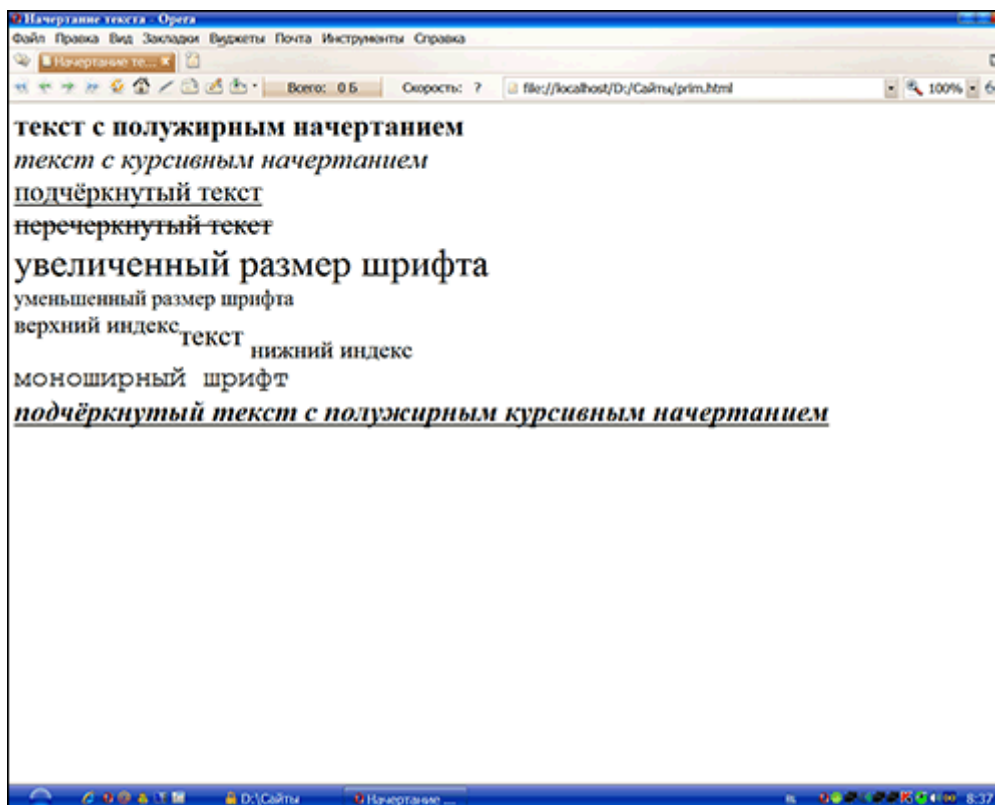 Начертание текста - Opera
Файл Правка Вид Закладки Виджеты Почта Инструменты Справка
Начертание те...
Всего: 0 Б Скорость: ? file://localhost/D:/Сайты/prim.html 100%
текст с полужирным начертанием
текст с курсивным начертанием
подчёркнутый текст
перечеркнутый текст
увеличенный размер шрифта
уменьшенный размер шрифта
верхний индекс текст нижний индекс
моноширный шрифт
подчёркнутый текст с полужирным курсивным начертанием
D:\Сайты Начертание ... 8:37